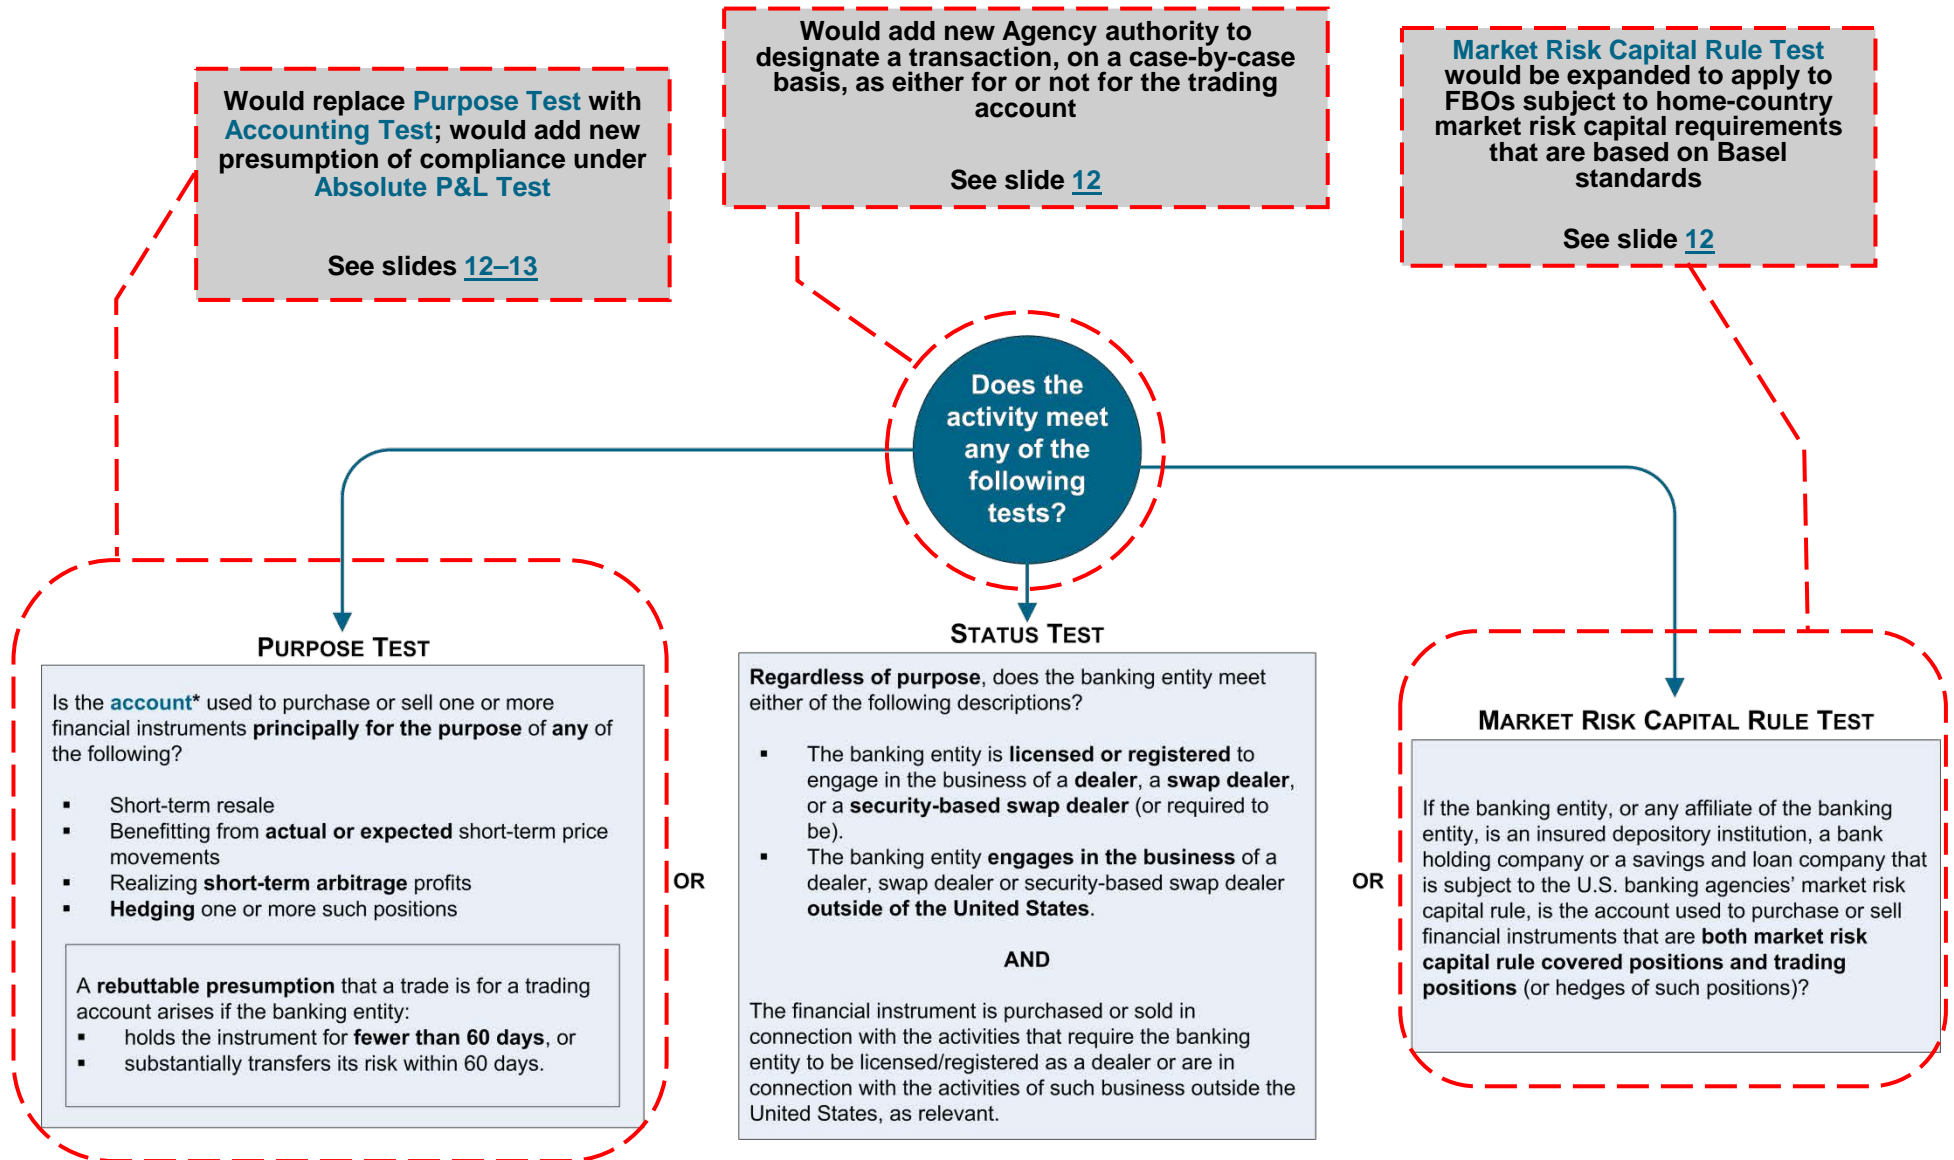 Would replace Purpose Test with
Accounting Test; would add new
presumption of compliance under
Absolute P&L Test
See slides 12–13
Would add new Agency authority to
designate a transaction, on a case-by-case
basis, as either for or not for the trading
account
See slide 12
Market Risk Capital Rule Test
would be expanded to apply to
FBOs subject to home-country
market risk capital requirements
that are based on Basel
standards
See slide 12
Does the
activity meet
any of the
following
tests?
PURPOSE TEST
Is the account* used to purchase or sell one or more
financial instruments principally for the purpose of any of
the following?
▪ Short-term resale
▪ Benefitting from actual or expected short-term price
movements
▪ Realizing short-term arbitrage profits
▪ Hedging one or more such positions
A rebuttable presumption that a trade is for a trading
account arises if the banking entity:
▪ holds the instrument for fewer than 60 days, or
▪ substantially transfers its risk within 60 days.
OR
STATUS TEST
Regardless of purpose, does the banking entity meet
either of the following descriptions?
▪ The banking entity is licensed or registered to
engage in the business of a dealer, a swap dealer,
or a security-based swap dealer (or required to
be).
▪ The banking entity engages in the business of a
dealer, swap dealer or security-based swap dealer
outside of the United States.
AND
The financial instrument is purchased or sold in
connection with the activities that require the banking
entity to be licensed/registered as a dealer or are in
connection with the activities of such business outside the
United States, as relevant.
OR
MARKET RISK CAPITAL RULE TEST
If the banking entity, or any affiliate of the banking
entity, is an insured depository institution, a bank
holding company or a savings and loan company that
is subject to the U.S. banking agencies’ market risk
capital rule, is the account used to purchase or sell
financial instruments that are both market risk
capital rule covered positions and trading
positions (or hedges of such positions)?